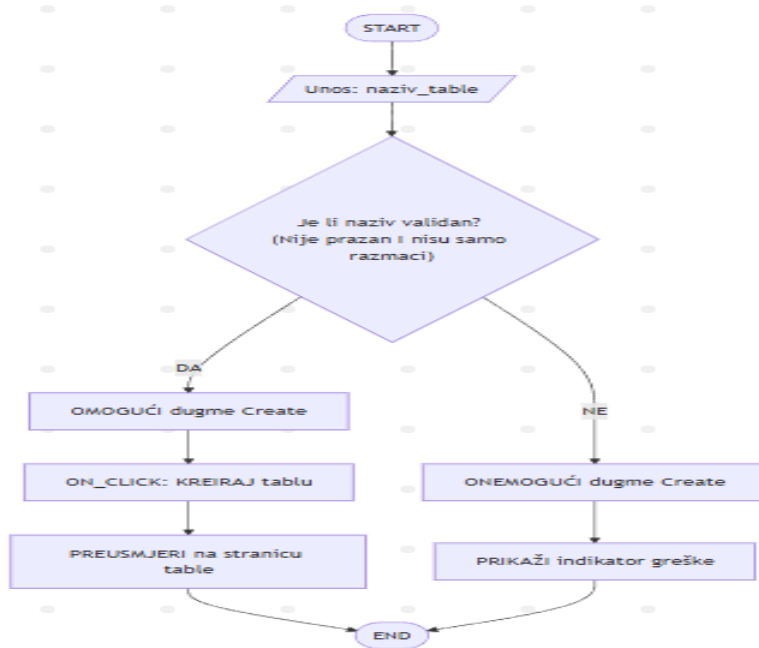 START
Unos: naziv_table
Je li naziv validan?
(Nije prazan I nisu samo
razmaci)
DA
NE
OMOGUĆI dugme Create
ON_CLICK: KREIRAJ tablu
ONEMOGUĆI dugme Create
PREUSMJERI na stranicu
table
PRIKAŽI indikator greške
END